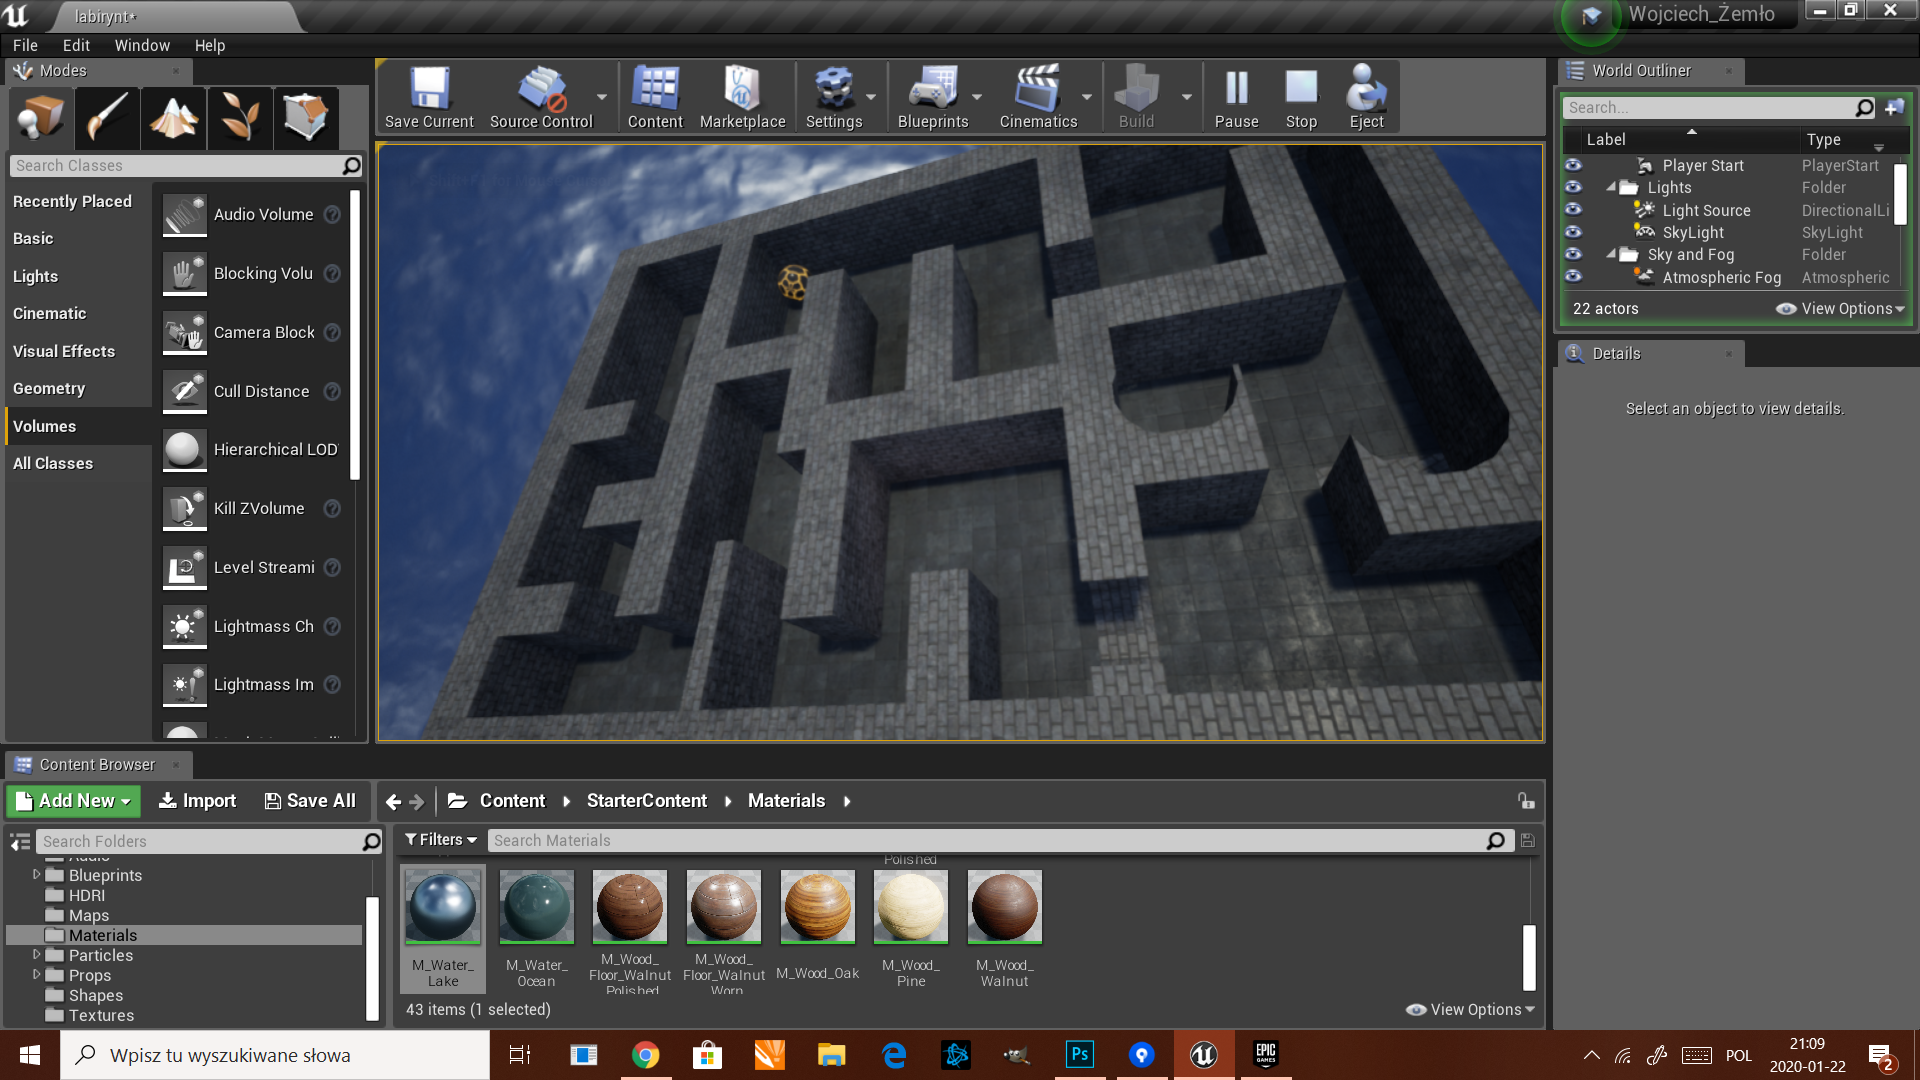 labirynt*
Wojciech_Żemło
File Edit Window Help
Modes
Save Current
Source Control
Content
Marketplace
Settings
Blueprints
Cinematics
Build
Pause
Stop
Eject
World Outliner
Search...
Label
Type
Player Start PlayerStart
Lights Folder
Light Source DirectionalLi
SkyLight SkyLight
Sky and Fog Folder
Atmospheric Fog Atmospheric
22 actors
View Options
Details
Select an object to view details.
Search Classes
Recently Placed
Basic
Lights
Cinematic
Visual Effects
Geometry
Volumes
All Classes
Audio Volume
Blocking Volu
Camera Block
Cull Distance
Hierarchical LOD
Kill ZVolume
Level Streami
Lightmass Ch
Lightmass Im
Content Browser
Add New
Import
Save All
Content
StarterContent
Materials
Search Folders
Filters
Search Materials
Audio
Blueprints
HDRI
Maps
Materials
Particles
Props
Shapes
Textures
Polished
M_Water_
Lake
M_Water_
Ocean
M_Wood_
Floor_Walnut
Polished
M_Wood_
Floor_Walnut
Worn
M_Wood_Oak
M_Wood_
Pine
M_Wood_
Walnut
43 items (1 selected)
View Options
Wpisz tu wyszukiwane słowa
Ps
EPIC
GAMES
POL
21:09
2020-01-22
2